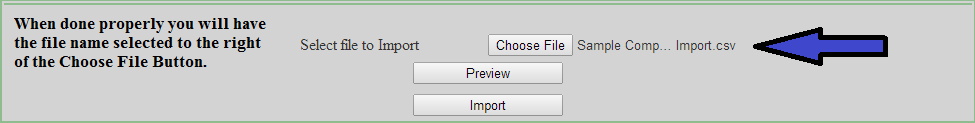 When done properly you will have
the file name selected to the right
of the Choose File Button.
Select file to Import
Choose File Sample Comp... Import.csv
Preview
Import